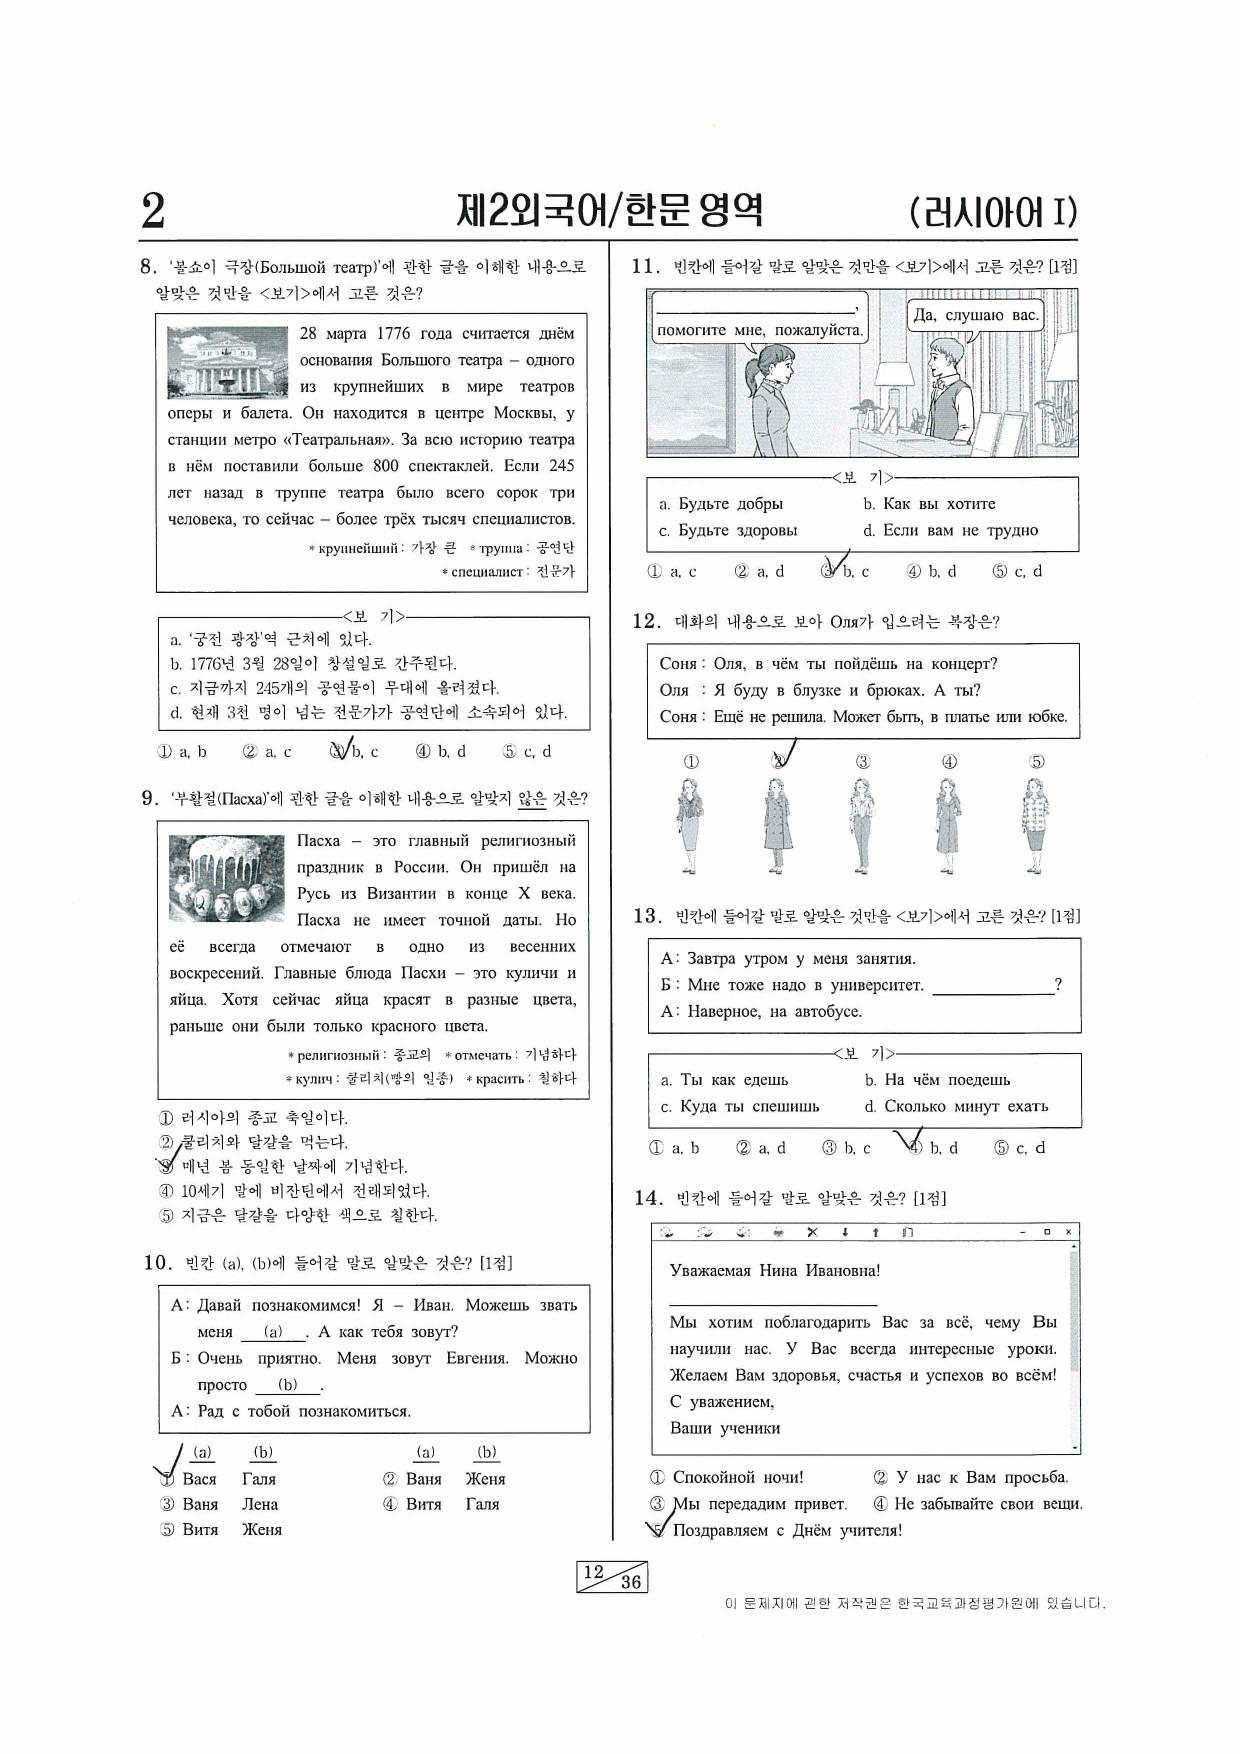 2
제2외국어/한문 영역
(러시아어 I)
8. ‘볼쇼이 극장(Большой театр)’에 관한 글을 이해한 내용으로
알맞은 것만을 <보기>에서 고른 것은?
28 марта 1776 года считается днём
основания Большого театра – одного
из крупнейших в мире театров
оперы и балета. Он находится в центре Москвы, у
станции метро «Театральная». За всю историю театра
в нём поставили больше 800 спектаклей. Если 245
лет назад в труппе театра было всего сорок три
человека, то сейчас – более трёх тысяч специалистов.
* крупнейший : 가장 큰 * труппа : 공연단
* специалист : 전문가
<보 기>
a. ‘궁전 광장’역 근처에 있다.
b. 1776년 3월 28일이 창설일로 간주된다.
c. 지금까지 245개의 공연물이 무대에 올려졌다.
d. 현재 3천 명이 넘는 전문가가 공연단에 소속되어 있다.
① a, b ② a, c ③ b, c ④ b, d ⑤ c, d
9. ‘부활절(Пасха)’에 관한 글을 이해한 내용으로 알맞지 않은 것은?
Пасха – это главный религиозный
праздник в России. Он пришёл на
Русь из Византии в конце X века.
Пасха не имеет точной даты. Но
её всегда отмечают в одно из весенних
воскресений. Главные блюда Пасхи – это куличи и
яйца. Хотя сейчас яйца красят в разные цвета,
раньше они были только красного цвета.
* религиозный : 종교의 * отмечать : 기념하다
* кулич : 쿨리치(빵의 일종) * красить : 칠하다
① 러시아의 종교 축일이다.
② 쿨리치와 달걀을 먹는다.
③ 매년 봄 동일한 날짜에 기념한다.
④ 10세기 말에 비잔틴에서 전래되었다.
⑤ 지금은 달걀을 다양한 색으로 칠한다.
10. 빈칸 (a), (b)에 들어갈 말로 알맞은 것은? [1점]
А : Давай познакомимся! Я – Иван. Можешь звать
меня (a) . А как тебя зовут?
Б : Очень приятно. Меня зовут Евгения. Можно
просто (b) .
А : Рад с тобой познакомиться.
(a) (b) (a) (b)
① Вася Галя ② Ваня Женя
③ Ваня Лена ④ Витя Галя
⑤ Витя Женя
11. 빈칸에 들어갈 말로 알맞은 것만을 <보기>에서 고른 것은? [1점]
____________________,
помогите мне, пожалуйста.
Да, слушаю вас.
<보 기>
a. Будьте добры b. Как вы хотите
c. Будьте здоровы d. Если вам не трудно
① a, c ② a, d ③ b, c ④ b, d ⑤ c, d
12. 대화의 내용으로 보아 Оля가 입으려는 복장은?
Соня : Оля, в чём ты пойдёшь на концерт?
Оля : Я буду в блузке и брюках. А ты?
Соня : Ещё не решила. Может быть, в платье или юбке.
① ② ③ ④ ⑤
13. 빈칸에 들어갈 말로 알맞은 것만을 <보기>에서 고른 것은? [1점]
А : Завтра утром у меня занятия.
Б : Мне тоже надо в университет. ______________?
А : Наверное, на автобусе.
<보 기>
a. Ты как едешь b. На чём поедешь
c. Куда ты спешишь d. Сколько минут ехать
① a, b ② a, d ③ b, c ④ b, d ⑤ c, d
14. 빈칸에 들어갈 말로 알맞은 것은? [1점]
Уважаемая Нина Ивановна!
Мы хотим поблагодарить Вас за всё, чему Вы
научили нас. У Вас всегда интересные уроки.
Желаем Вам здоровья, счастья и успехов во всём!
С уважением,
Ваши ученики
① Спокойной ночи! ② У нас к Вам просьба.
③ Мы передадим привет. ④ Не забывайте свои вещи.
⑤ Поздравляем с Днём учителя!
12 36
이 문제지에 관한 저작권은 한국교육과정평가원에 있습니다.